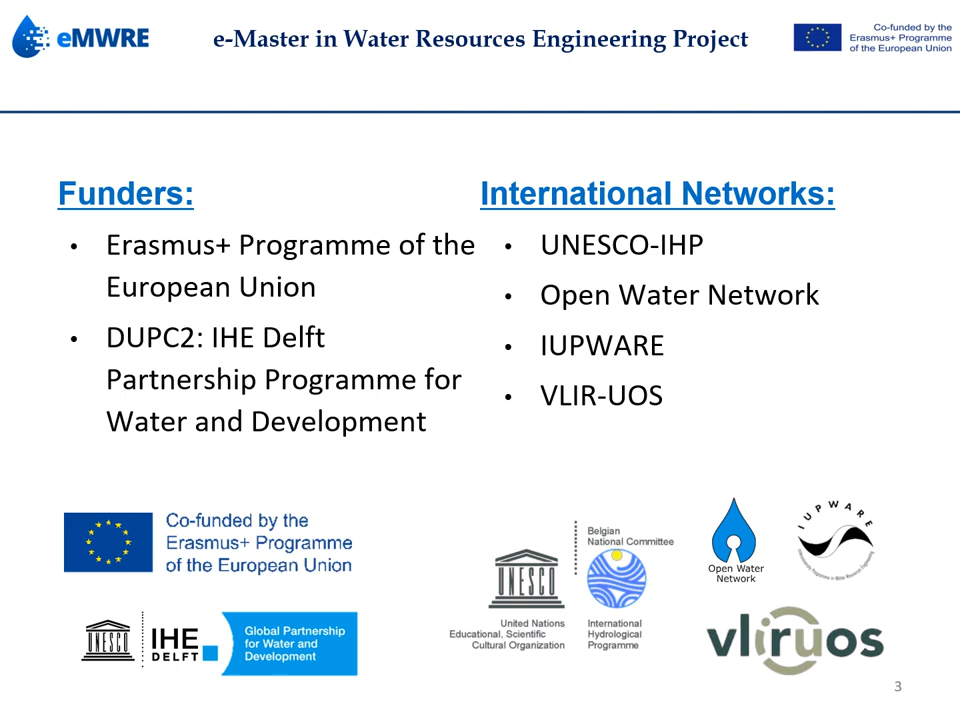 eMWRE
e-Master in Water Resources Engineering Project
Co-funded by the
Erasmus+ Programme
of the European Union
Funders:
• Erasmus+ Programme of the
European Union
• DUPC2: IHE Delft
Partnership Programme for
Water and Development
International Networks:
• UNESCO-IHP
• Open Water Network
• IUPWARE
• VLIR-UOS
Co-funded by the
Erasmus+ Programme
of the European Union
UNESCO
IHE
DELFT
Global Partnership
for Water and
Development
UNESCO
United Nations
Educational, Scientific
Cultural Organization
Belgian
National Committee
International
Hydrological
Programme
Open Water
Network
IUPWARE
vliruos
3